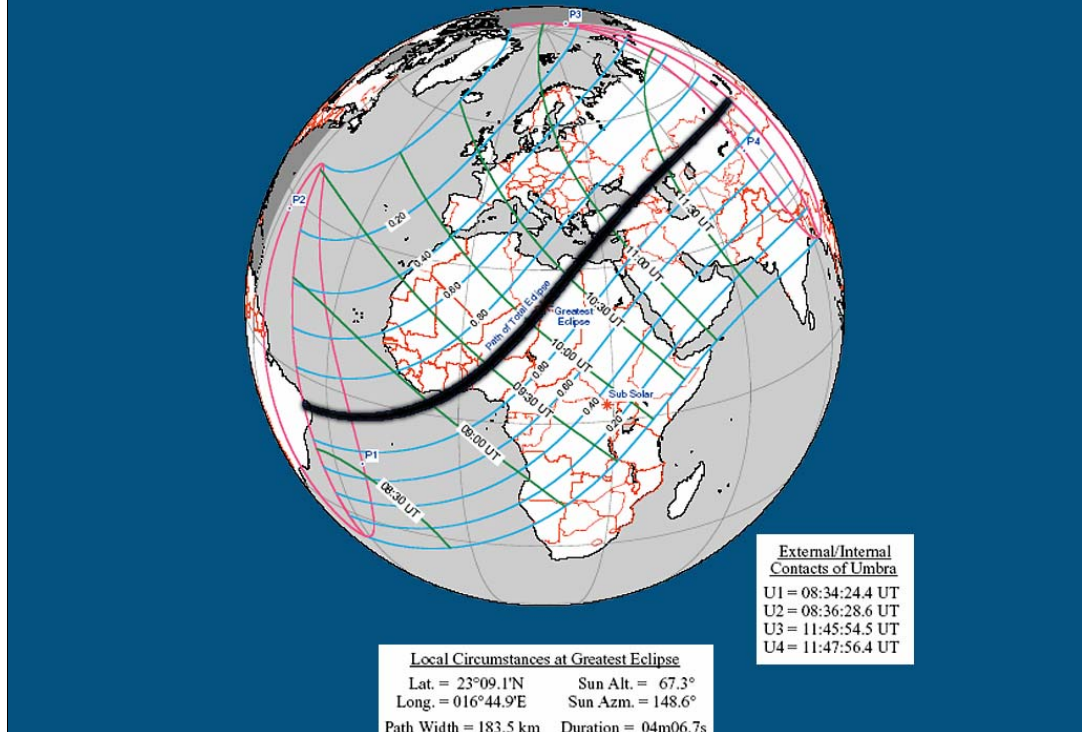 P3
P4
P2
0.20
0.40
0.60
0.80
11:30 UT
11:00 UT
10:30 UT
Path of Total Eclipse
Greatest
Eclipse
10:00 UT
0.80
0.60
0.40
0.20
Sub Solar
09:30 UT
09:00 UT
P1
08:30 UT
External/Internal
Contacts of Umbra
U1 = 08:34:24.4 UT
U2 = 08:36:28.6 UT
U3 = 11:45:54.5 UT
U4 = 11:47:56.4 UT
Local Circumstances at Greatest Eclipse
Lat. = 23°09.1'N Sun Alt. = 67.3°
Long. = 016°44.9'E Sun Azm. = 148.6°
Path Width = 183.5 km Duration = 04m06.7s